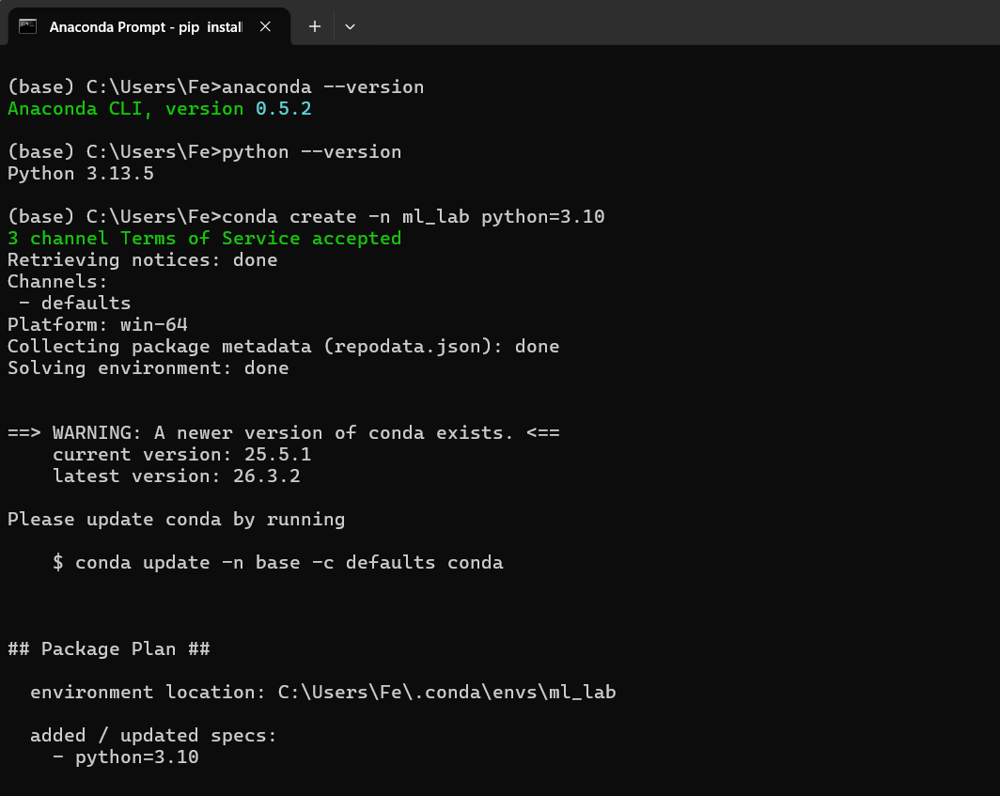 Anaconda Prompt - pip instal
(base) C:\Users\Fe>anaconda --version
Anaconda CLI, version 0.5.2
(base) C:\Users\Fe>python --version
Python 3.13.5
(base) C:\Users\Fe>conda create -n ml_lab python=3.10
3 channel Terms of Service accepted
Retrieving notices: done
Channels:
 - defaults
Platform: win-64
Collecting package metadata (repodata.json): done
Solving environment: done
==> WARNING: A newer version of conda exists. <==
    current version: 25.5.1
    latest version: 26.3.2
Please update conda by running
    $ conda update -n base -c defaults conda
## Package Plan ##
  environment location: C:\Users\Fe\.conda\envs\ml_lab
  added / updated specs:
    - python=3.10